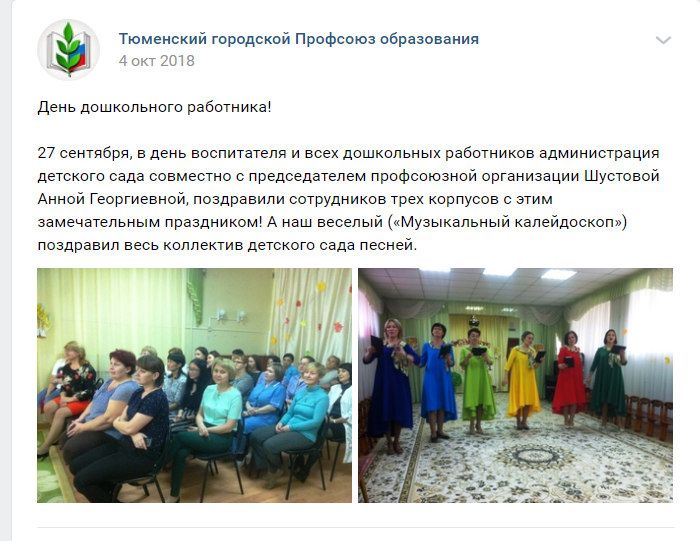 Тюменский городской Профсоюз образования
4 окт 2018
День дошкольного работника!
27 сентября, в день воспитателя и всех дошкольных работников администрация
детского сада совместно с председателем профсоюзной организации Шустовой
Анной Георгиевной, поздравили сотрудников трех корпусов с этим
замечательным праздником! А наш веселый («Музыкальный калейдоскоп»)
поздравил весь коллектив детского сада песней.